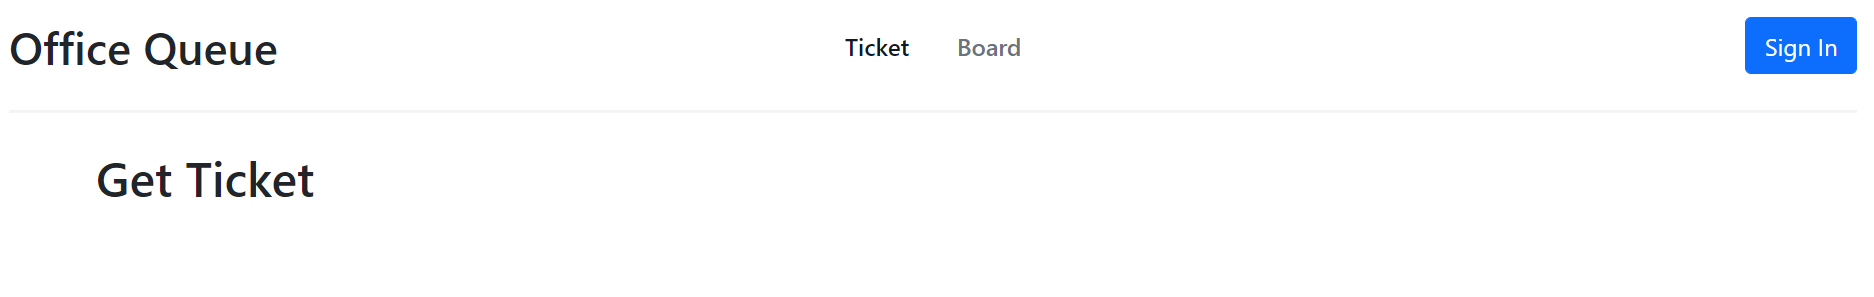 Office Queue
Ticket Board
Sign In
Get Ticket